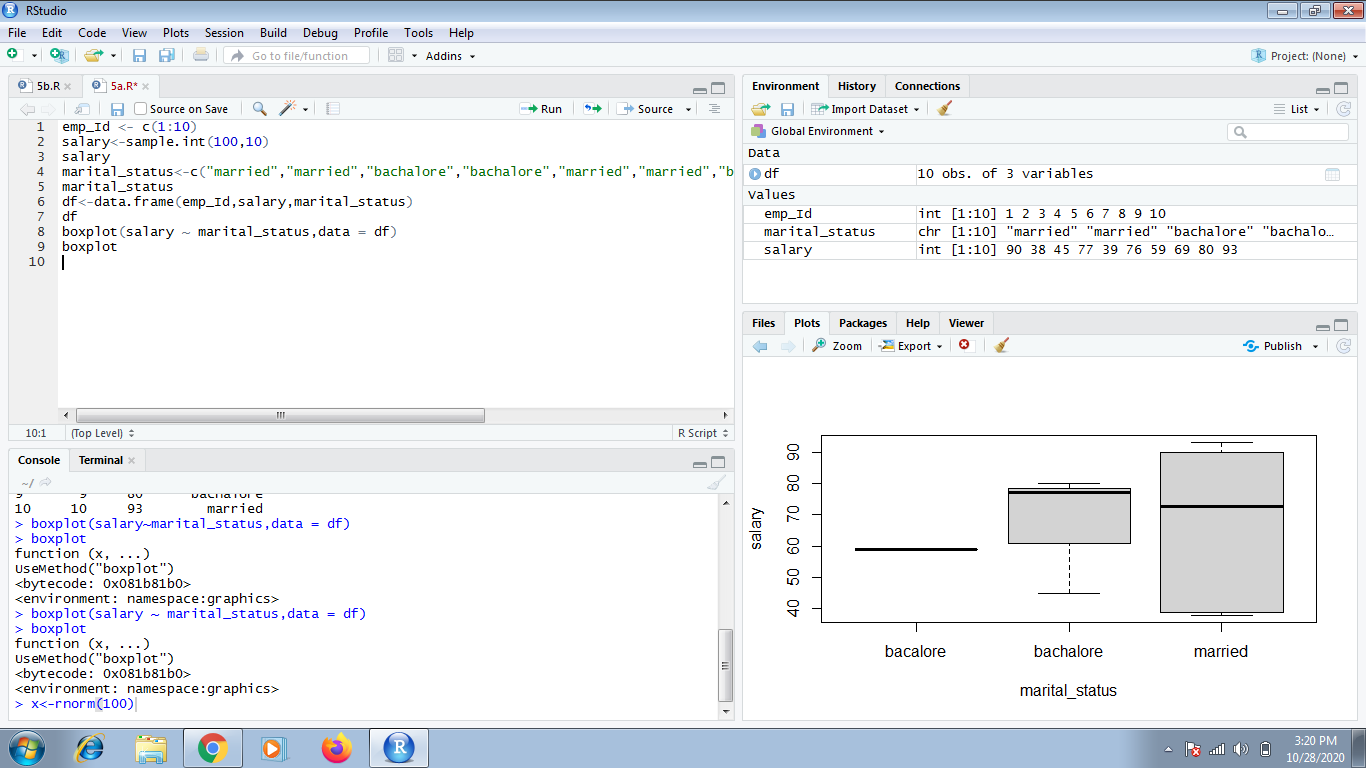 RStudio
File Edit Code View Plots Session Build Debug Profile Tools Help
Go to file/function Addins Project: (None)
5b.R 5a.R*
Source on Save Run Source
1 emp_Id <- c(1:10)
2 salary<-sample.int(100,10)
3 salary
4 marital_status<-c("married","married","bachalore","bachalore","married","married","b
5 marital_status
6 df<-data.frame(emp_Id,salary,marital_status)
7 df
8 boxplot(salary ~ marital_status,data = df)
9 boxplot
10
10:1 (Top Level) R Script
Console Terminal
~/
9 9 80 bachalore
10 10 93 married
> boxplot(salary~marital_status,data = df)
> boxplot
function (x, ...)
UseMethod("boxplot")
<bytecode: 0x081b81b0>
<environment: namespace:graphics>
> boxplot(salary ~ marital_status,data = df)
> boxplot
function (x, ...)
UseMethod("boxplot")
<bytecode: 0x081b81b0>
<environment: namespace:graphics>
> x<-rnorm(100)
Environment History Connections
Import Dataset List
Global Environment
Data
df 10 obs. of 3 variables
Values
emp_Id int [1:10] 1 2 3 4 5 6 7 8 9 10
marital_status chr [1:10] "married" "married" "bachalore" "bachalo...
salary int [1:10] 90 38 45 77 39 76 59 69 80 93
Files Plots Packages Help Viewer
Zoom Export Publish
salary
90
80
70
60
50
40
bacalore bachalore married
marital_status
3:20 PM
10/28/2020